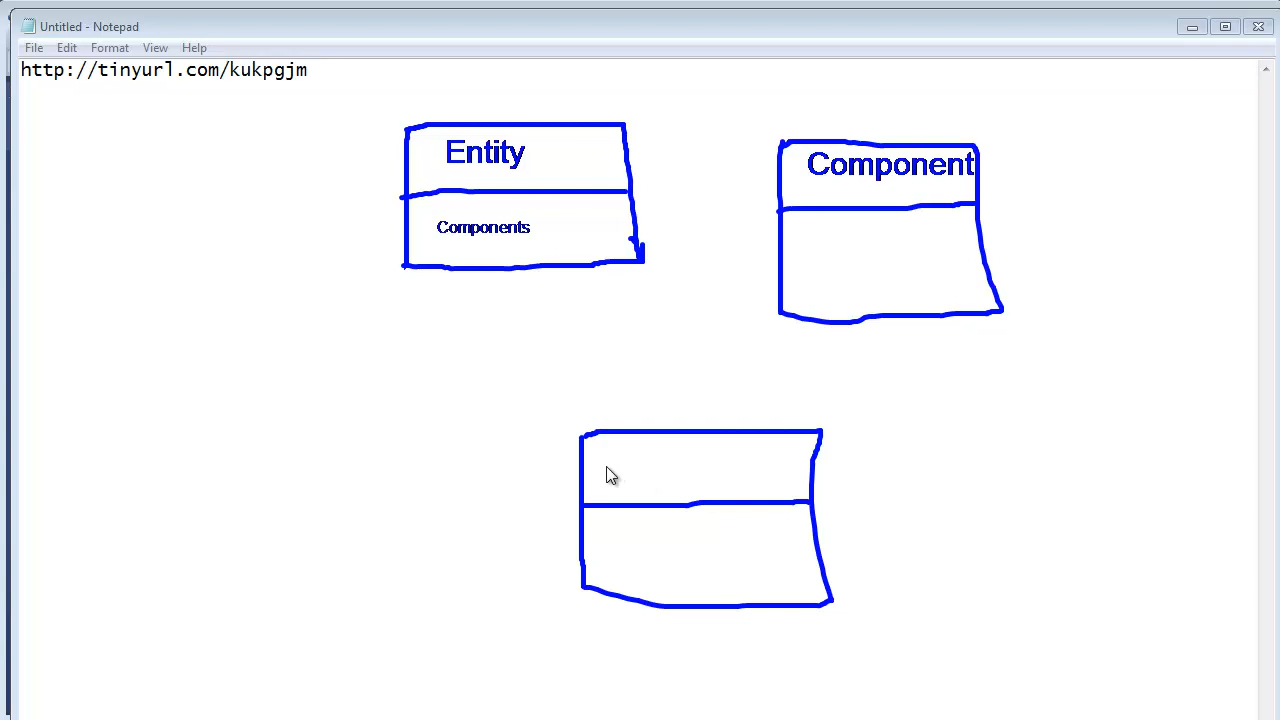 Untitled - Notepad
File Edit Format View Help
http://tinyurl.com/kukpgjm
Entity
Component
Components